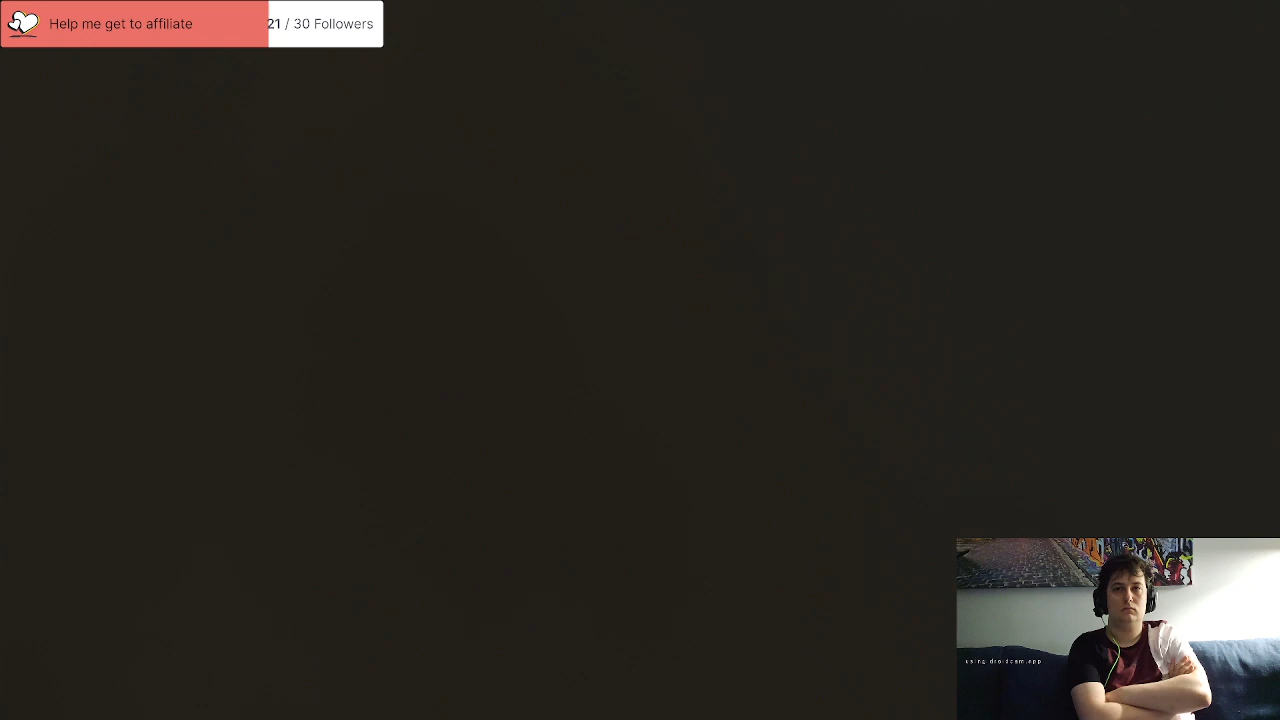 Help me get to affiliate 21 / 30 Followers
using droidcam.app